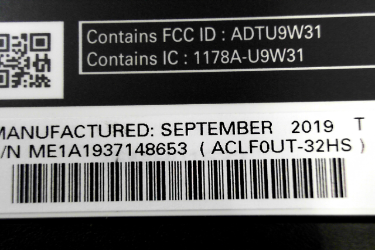 Contains FCC ID : ADTU9W31
Contains IC : 1178A-U9W31
MANUFACTURED: SEPTEMBER 2019 T
/N ME1A1937148653 ( ACLF0UT-32HS )